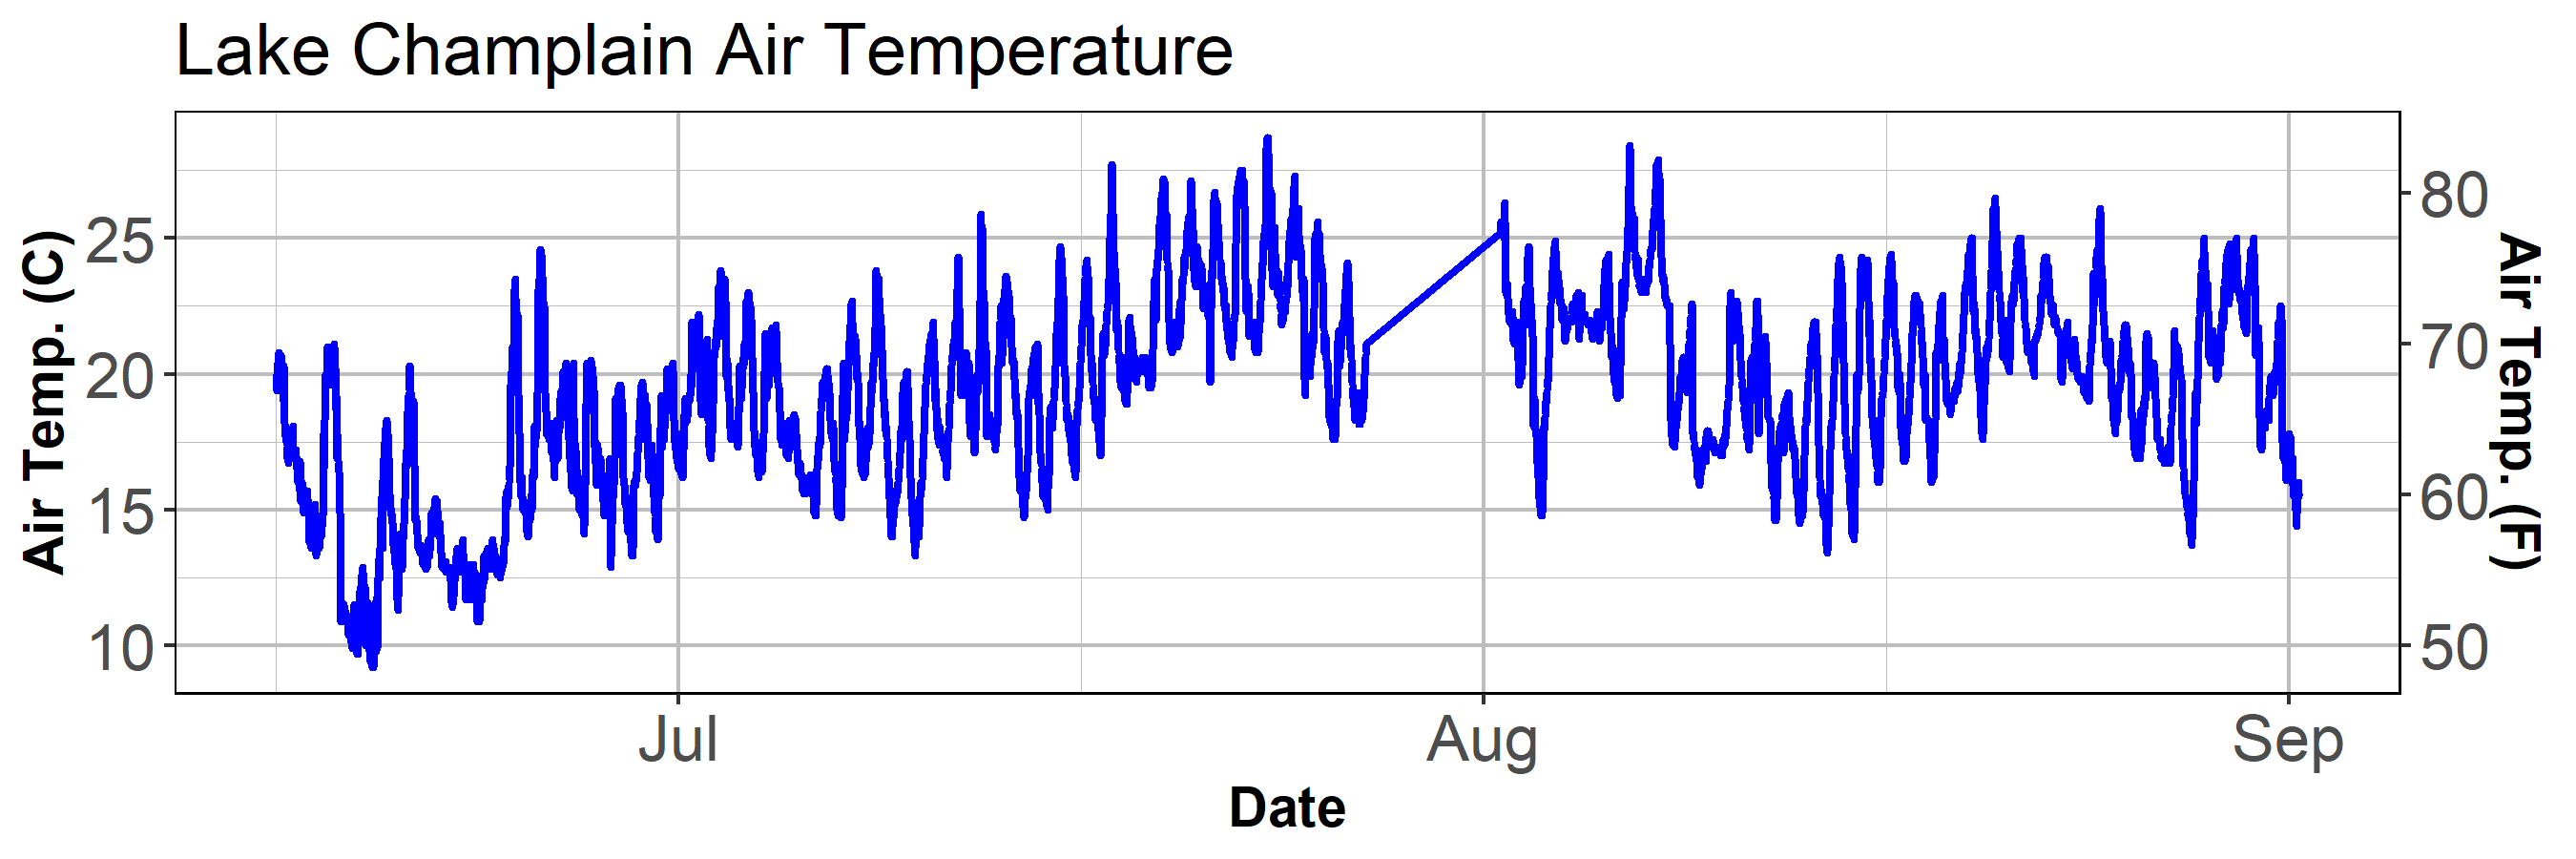 Lake Champlain Air Temperature
Air Temp. (C)
25
20
15
10
80
70
60
50
Air Temp. (F)
Jul
Aug
Sep
Date